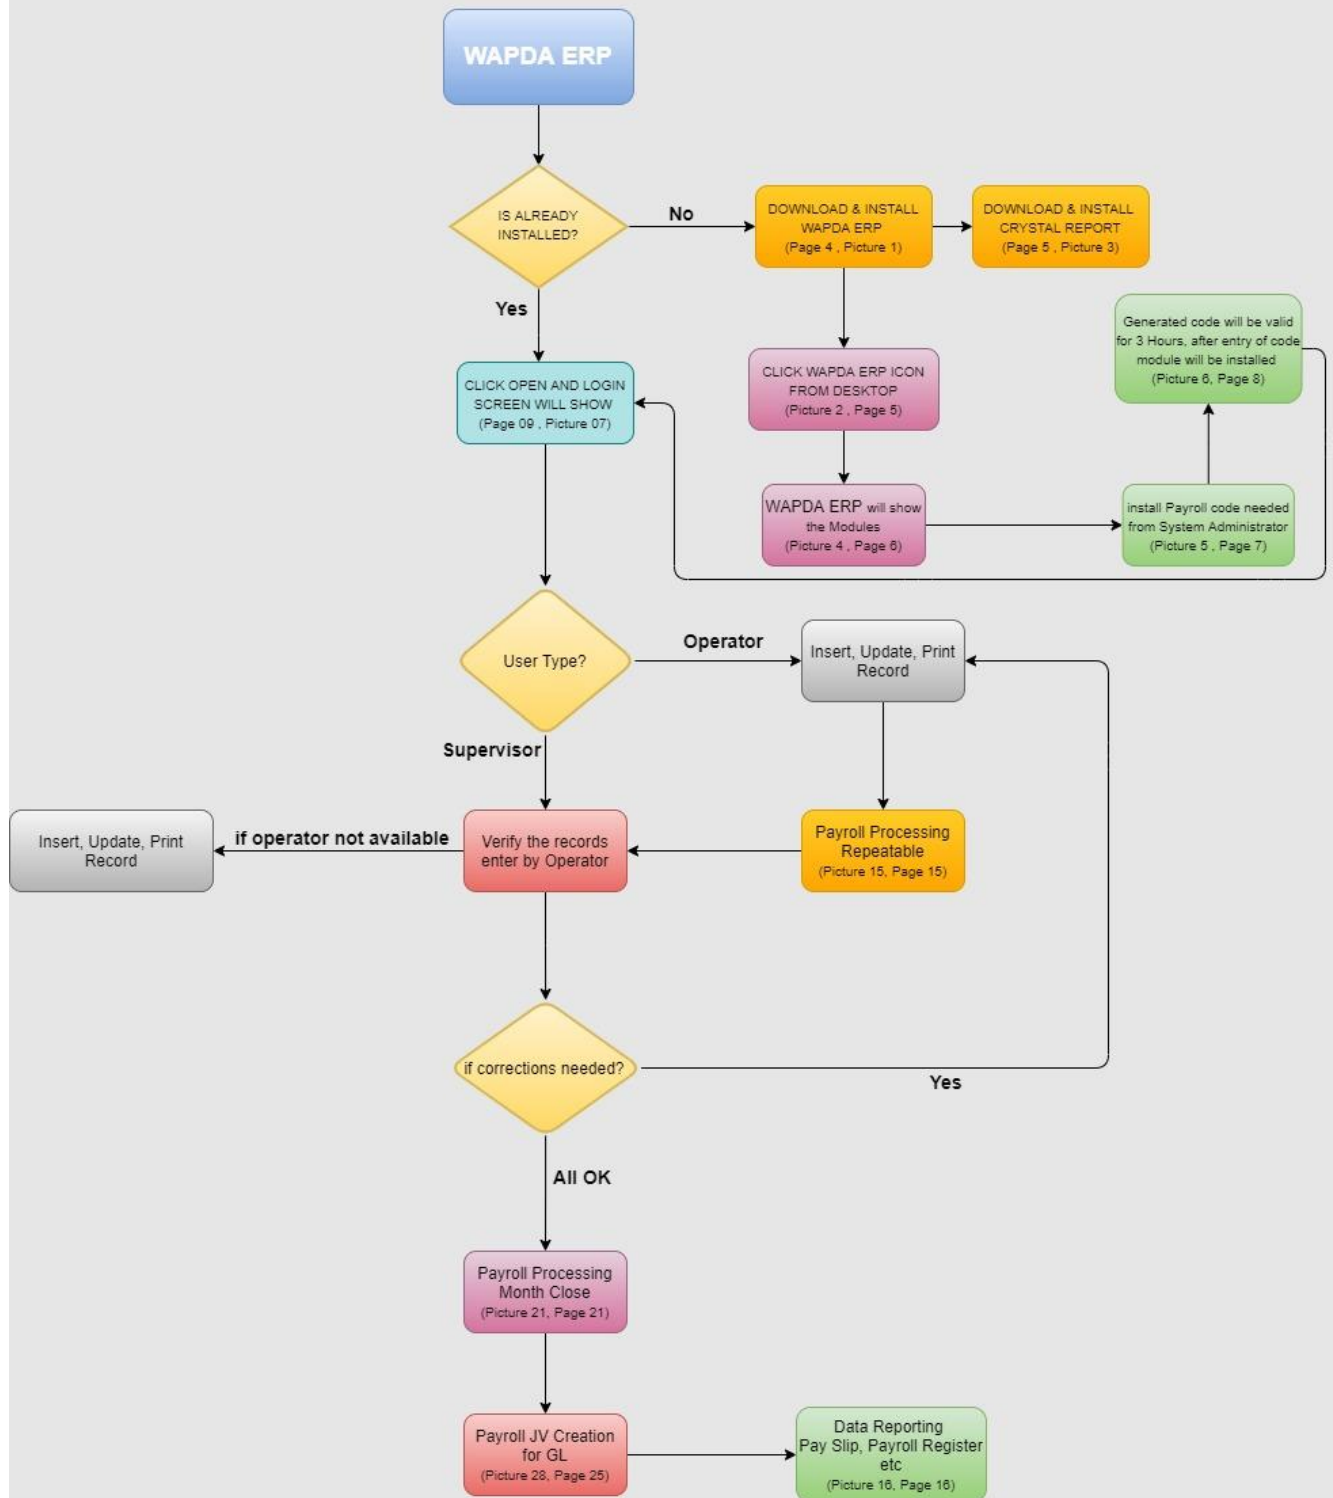 WAPDA ERP
IS ALREADY
INSTALLED?
No
DOWNLOAD & INSTALL
WAPDA ERP
(Page 4 , Picture 1)
DOWNLOAD & INSTALL
CRYSTAL REPORT
(Page 5 , Picture 3)
Yes
CLICK OPEN AND LOGIN
SCREEN WILL SHOW
(Page 09 , Picture 07)
CLICK WAPDA ERP ICON
FROM DESKTOP
(Picture 2 , Page 5)
Generated code will be valid
for 3 Hours, after entry of code
module will be installed
(Picture 6, Page 8)
WAPDA ERP will show
the Modules
(Picture 4 , Page 6)
install Payroll code needed
from System Administrator
(Picture 5 , Page 7)
User Type?
Operator
Insert, Update, Print
Record
Supervisor
Insert, Update, Print
Record
if operator not available
Verify the records
enter by Operator
Payroll Processing
Repeatable
(Picture 15, Page 15)
if corrections needed?
Yes
All OK
Payroll Processing
Month Close
(Picture 21, Page 21)
Payroll JV Creation
for GL
(Picture 28, Page 25)
Data Reporting
Pay Slip, Payroll Register
etc
(Picture 16, Page 16)